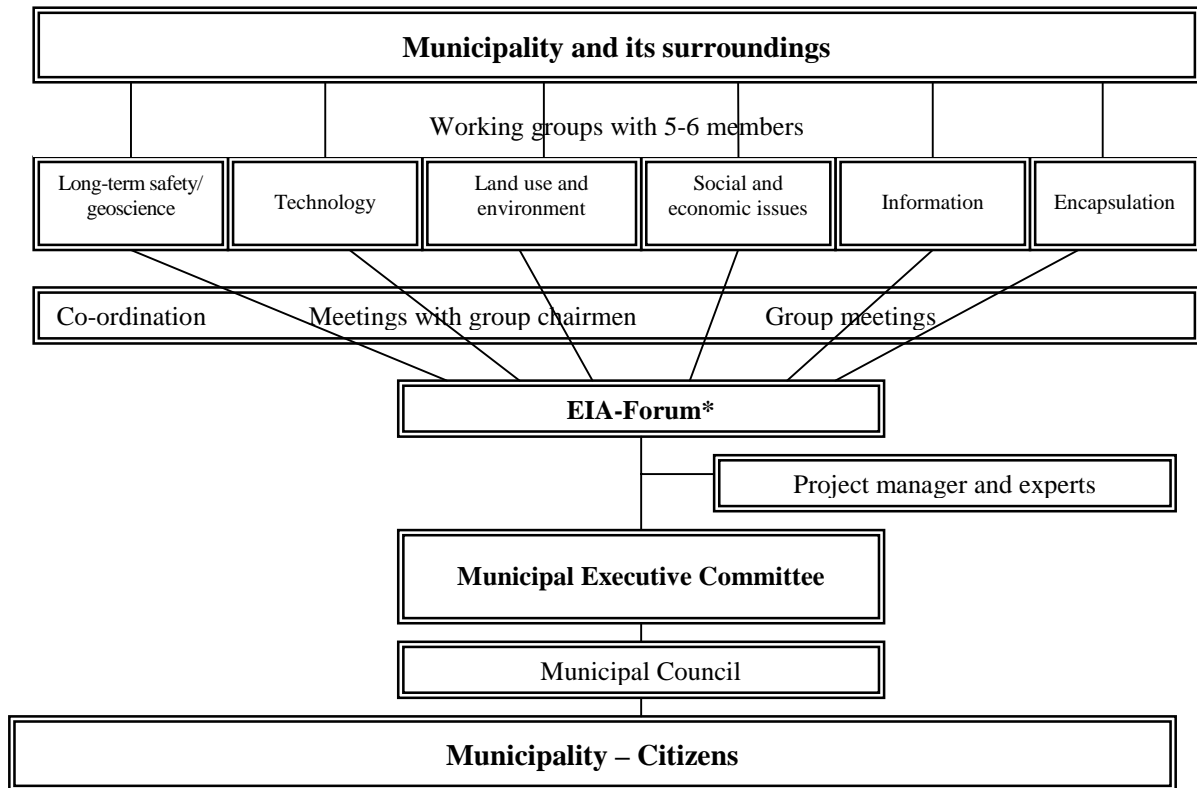 Municipality and its surroundings
Working groups with 5-6 members
Long-term safety/
geoscience
Technology
Land use and
environment
Social and
economic issues
Information
Encapsulation
Co-ordination Meetings with group chairmen Group meetings
EIA-Forum*
Project manager and experts
Municipal Executive Committee
Municipal Council
Municipality – Citizens